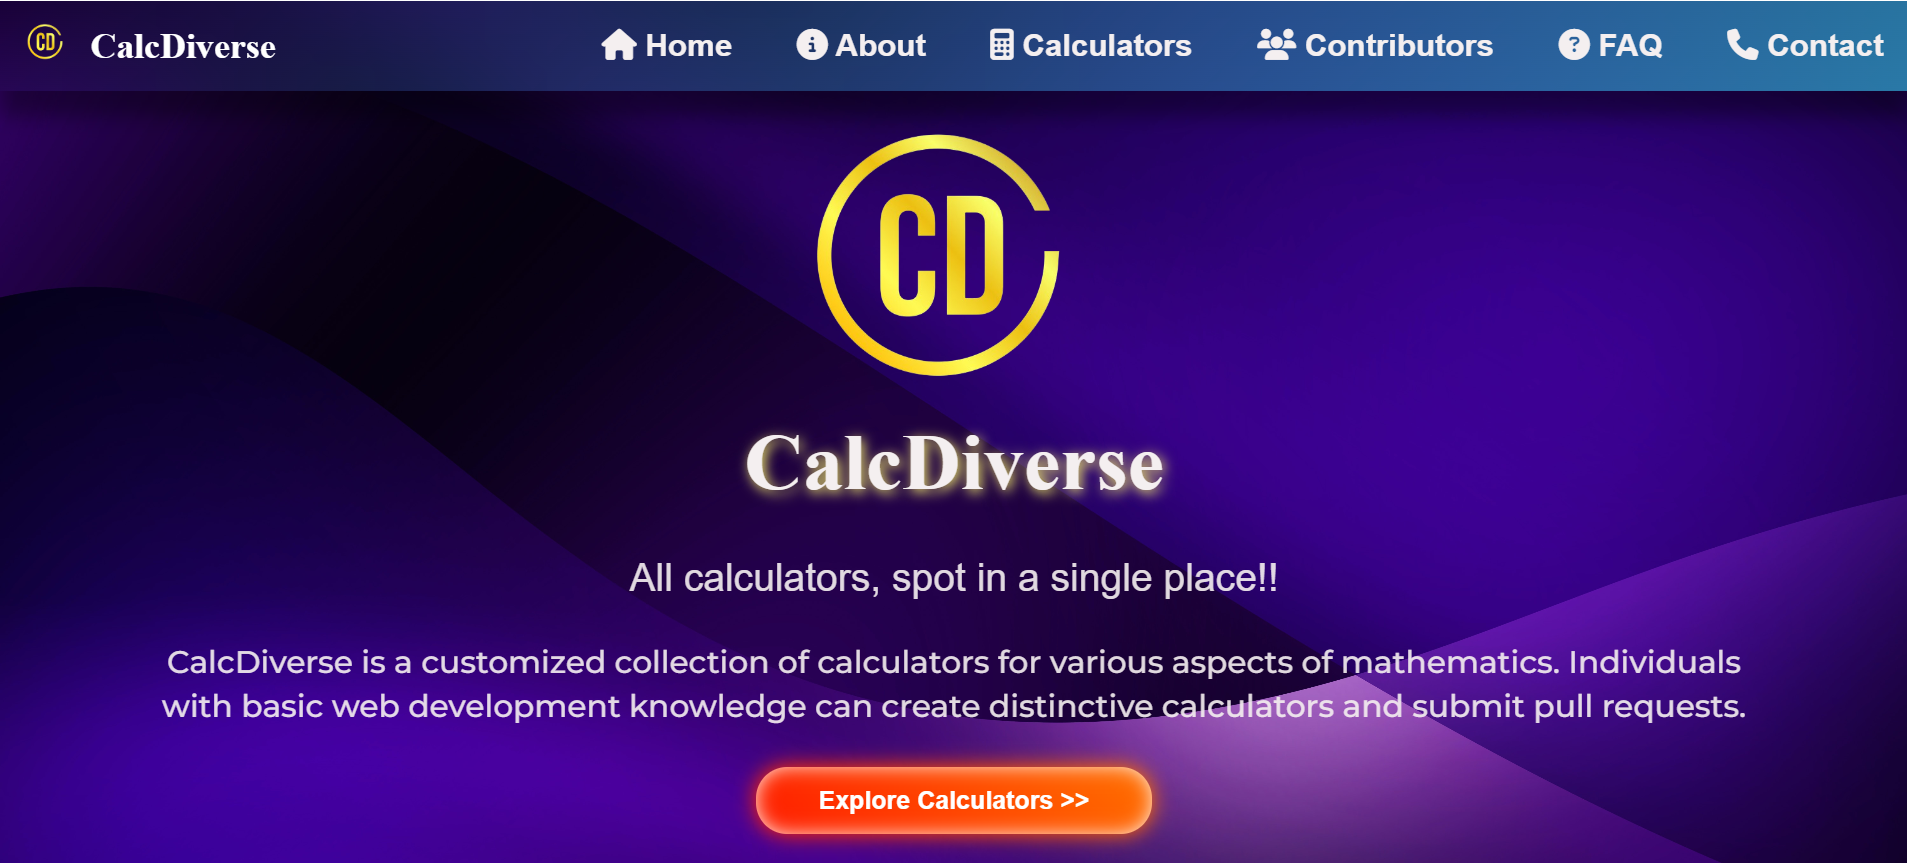 CD CalcDiverse Home About Calculators Contributors FAQ Contact
CD
CalcDiverse
All calculators, spot in a single place!!
CalcDiverse is a customized collection of calculators for various aspects of mathematics. Individuals
with basic web development knowledge can create distinctive calculators and submit pull requests.
Explore Calculators >>